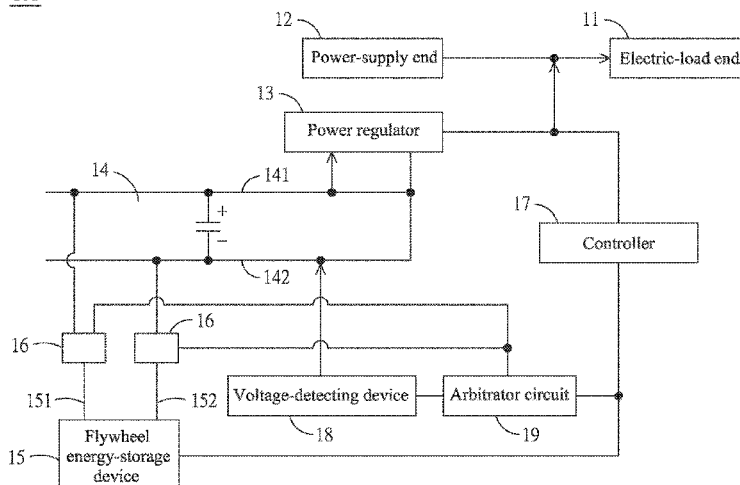 12
11
Power-supply end
Electric-load end
13
Power regulator
14
141
17
+
−
Controller
142
16
16
151
152
Voltage-detecting device
Arbitrator circuit
18
19
15
Flywheel
energy-storage
device